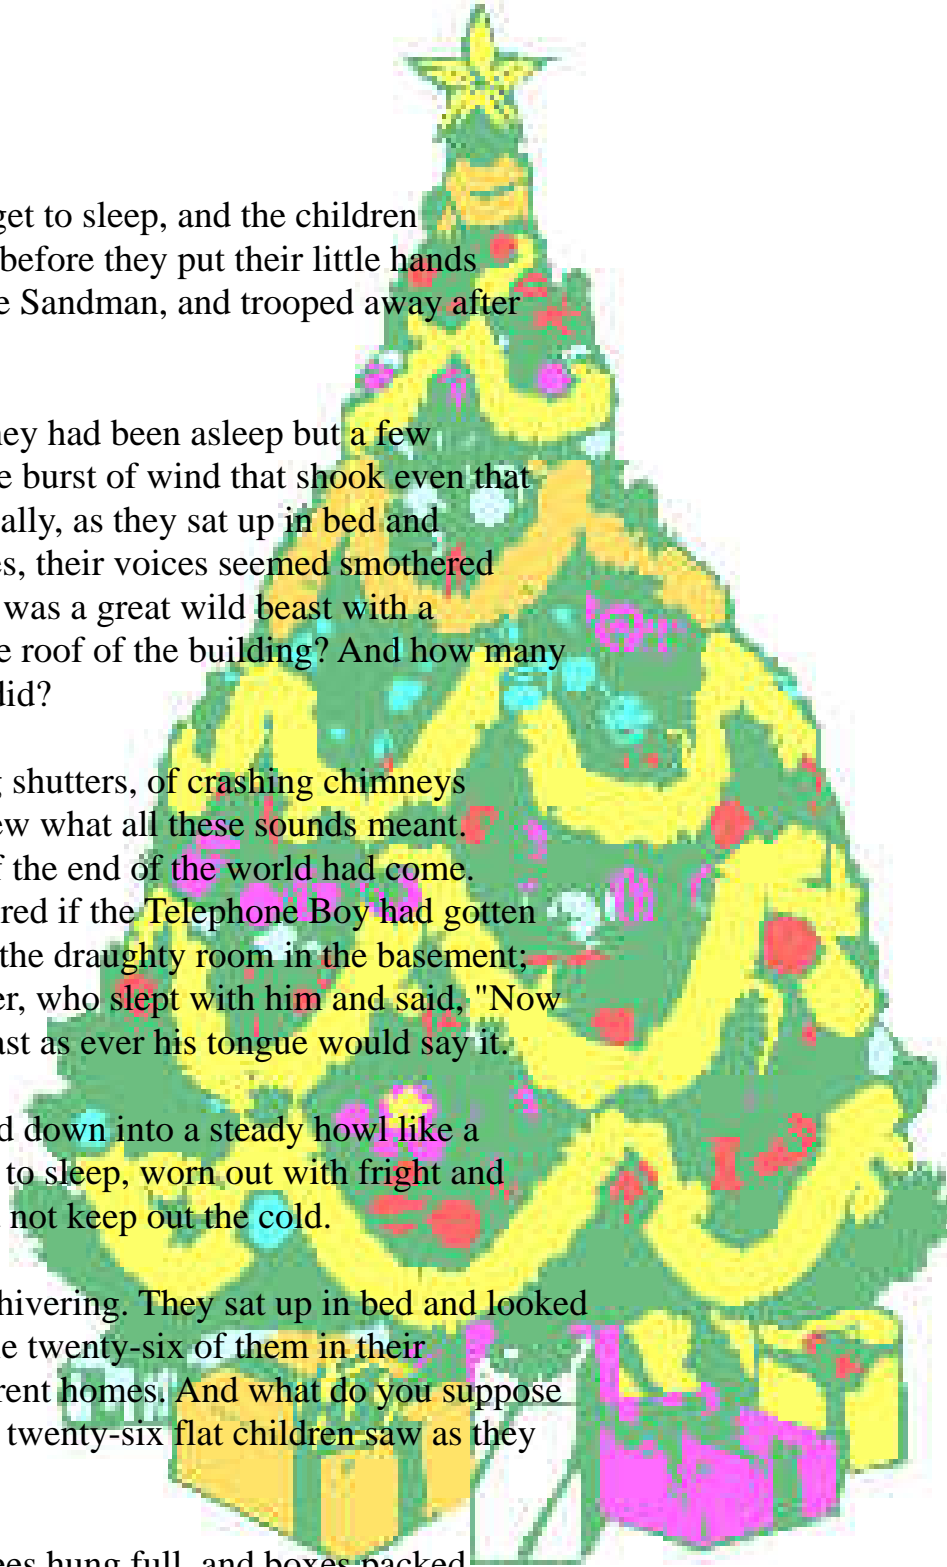 get to sleep, and the children
before they put their little hands
e Sandman, and trooped away after
ney had been asleep but a few
e burst of wind that shook even that
ally, as they sat up in bed and
es, their voices seemed smothered
was a great wild beast with a
e roof of the building? And how many
did?
g shutters, of crashing chimneys
ew what all these sounds meant.
f the end of the world had come.
red if the Telephone Boy had gotten
the draughty room in the basement;
er, who slept with him and said, "Now
ast as ever his tongue would say it.
d down into a steady howl like a
to sleep, worn out with fright and
not keep out the cold.
hivering. They sat up in bed and looked
e twenty-six of them in their
rent homes. And what do you suppose
twenty-six flat children saw as they
ees hung full, and boxes packed